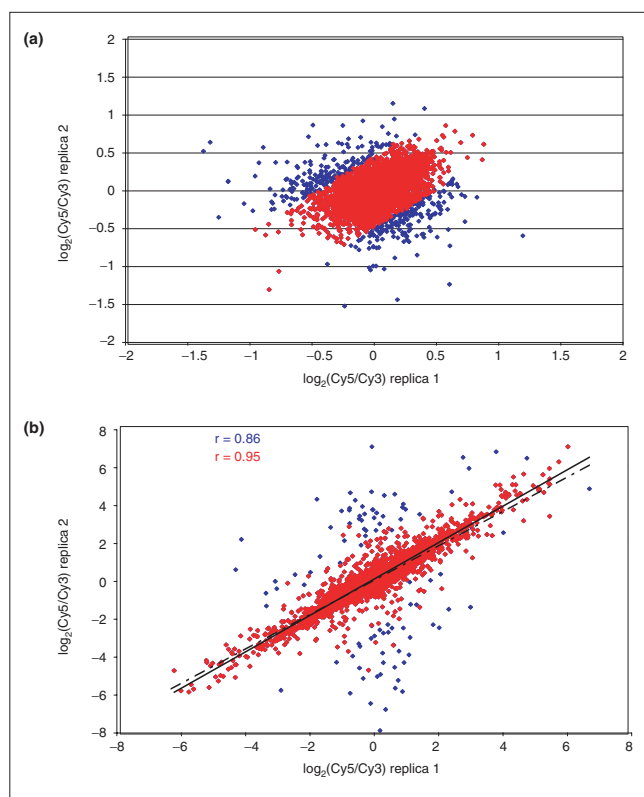 (a)
2
1.5
1
0.5
0
−0.5
−1
−1.5
−2
−2 −1.5 −1 −0.5 0 0.5 1 1.5 2
log2(Cy5/Cy3) replica 2
log2(Cy5/Cy3) replica 1
(b)
r = 0.86
r = 0.95
8
6
4
2
0
−2
−4
−6
−8
−8 −6 −4 −2 0 2 4 6 8
log2(Cy5/Cy3) replica 2
log2(Cy5/Cy3) replica 1